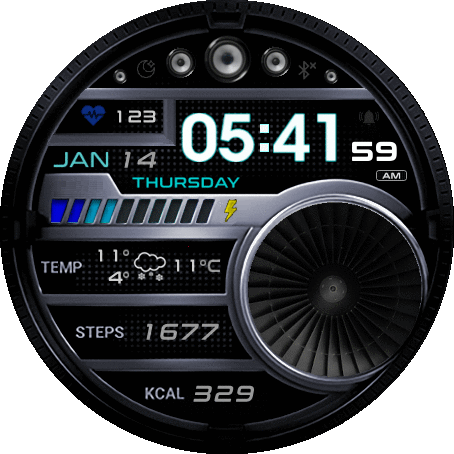 123
05:41 59
AM
JAN 14
THURSDAY
TEMP 11° 4° 11°C
STEPS 1677
KCAL 329